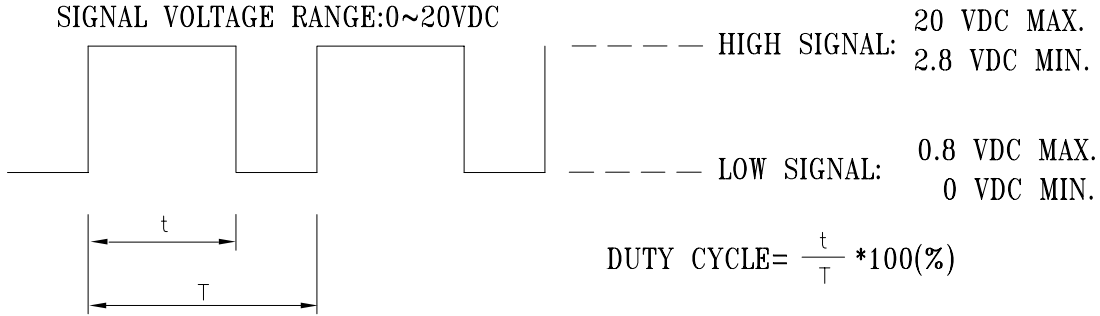 SIGNAL VOLTAGE RANGE:0~20VDC
HIGH SIGNAL: 20 VDC MAX.
2.8 VDC MIN.
LOW SIGNAL: 0.8 VDC MAX.
0 VDC MIN.
t
T
DUTY CYCLE= t/T *100(%)